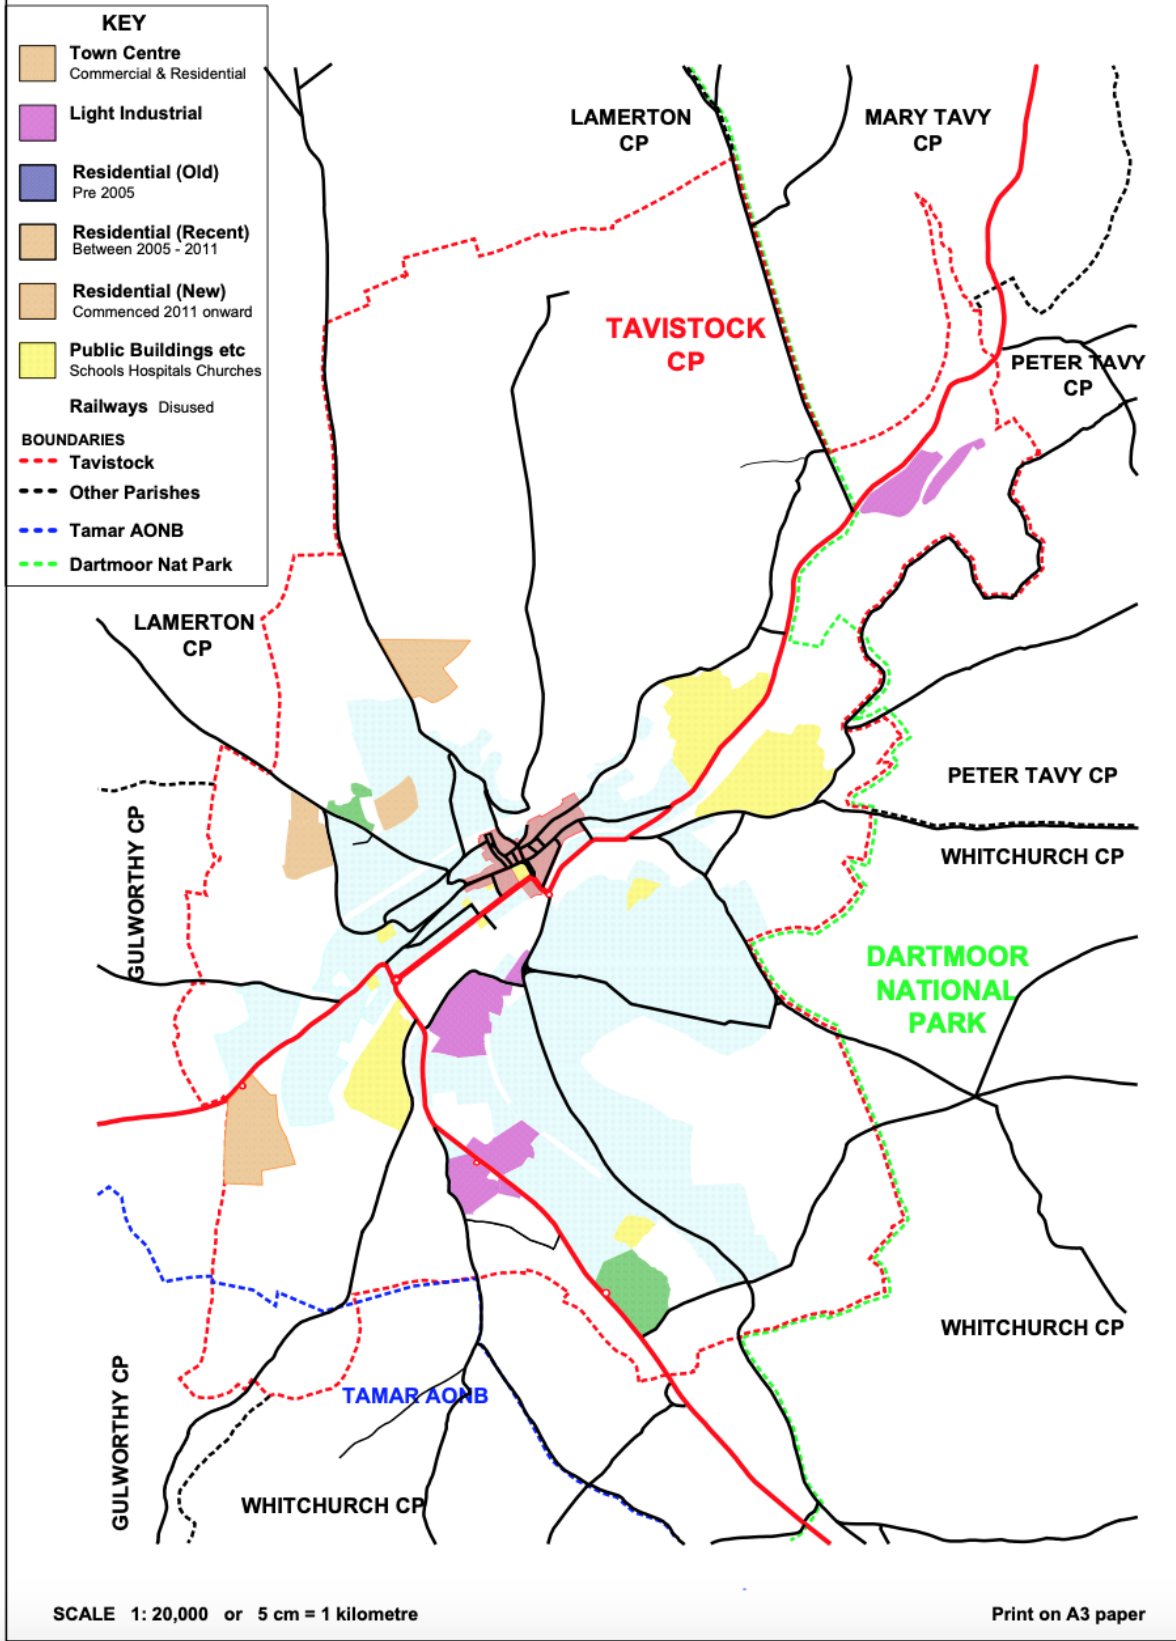 KEY
Town Centre
Commercial & Residential
Light Industrial
Residential (Old)
Pre 2005
Residential (Recent)
Between 2005 - 2011
Residential (New)
Commenced 2011 onward
Public Buildings etc
Schools Hospitals Churches
Railways Disused
BOUNDARIES
Tavistock
Other Parishes
Tamar AONB
Dartmoor Nat Park
LAMERTON
CP
MARY TAVY
CP
TAVISTOCK
CP
PETER TAVY
CP
LAMERTON
CP
PETER TAVY CP
GULWORTHY CP
WHITCHURCH CP
DARTMOOR
NATIONAL
PARK
WHITCHURCH CP
GULWORTHY CP
TAMAR AONB
WHITCHURCH CP
SCALE 1: 20,000 or 5 cm = 1 kilometre
Print on A3 paper